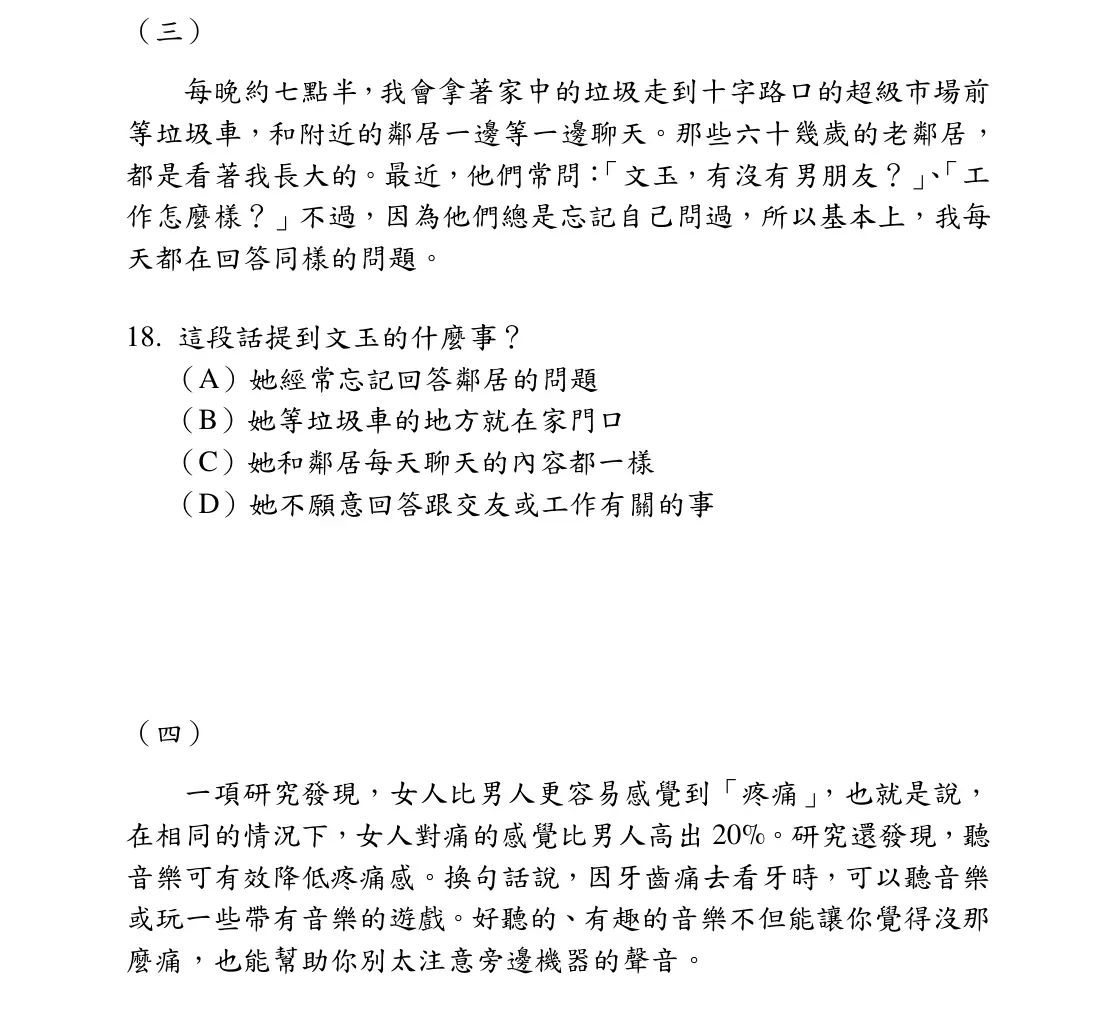 （三）
每晚約七點半，我會拿著家中的垃圾走到十字路口的超級市場前
等垃圾車，和附近的鄰居一邊等一邊聊天。那些六十幾歲的老鄰居，
都是看著我長大的。最近，他們常問：「文玉，有沒有男朋友？」、「工
作怎麼樣？」不過，因為他們總是忘記自己問過，所以基本上，我每
天都在回答同樣的問題。
18. 這段話提到文玉的什麼事？
（A）她經常忘記回答鄰居的問題
（B）她等垃圾車的地方就在家門口
（C）她和鄰居每天聊天的內容都一樣
（D）她不願意回答跟交友或工作有關的事
（四）
一項研究發現，女人比男人更容易感覺到「疼痛」，也就是說，
在相同的情況下，女人對痛的感覺比男人高出 20%。研究還發現，聽
音樂可有效降低疼痛感。換句話說，因牙齒痛去看牙時，可以聽音樂
或玩一些帶有音樂的遊戲。好聽的、有趣的音樂不但能讓你覺得沒那
麼痛，也能幫助你別太注意旁邊機器的聲音。